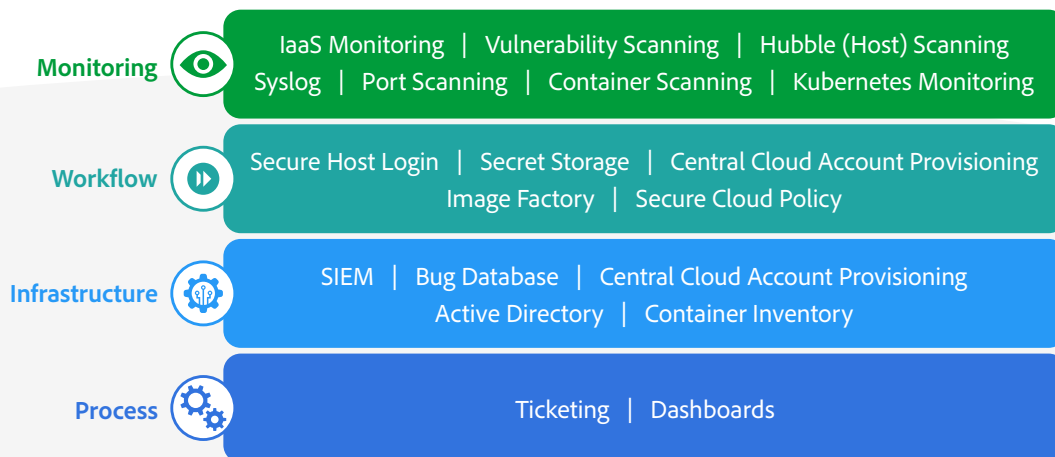 Monitoring
IaaS Monitoring | Vulnerability Scanning | Hubble (Host) Scanning
Syslog | Port Scanning | Container Scanning | Kubernetes Monitoring
Workflow
Secure Host Login | Secret Storage | Central Cloud Account Provisioning
Image Factory | Secure Cloud Policy
Infrastructure
SIEM | Bug Database | Central Cloud Account Provisioning
Active Directory | Container Inventory
Process
Ticketing | Dashboards